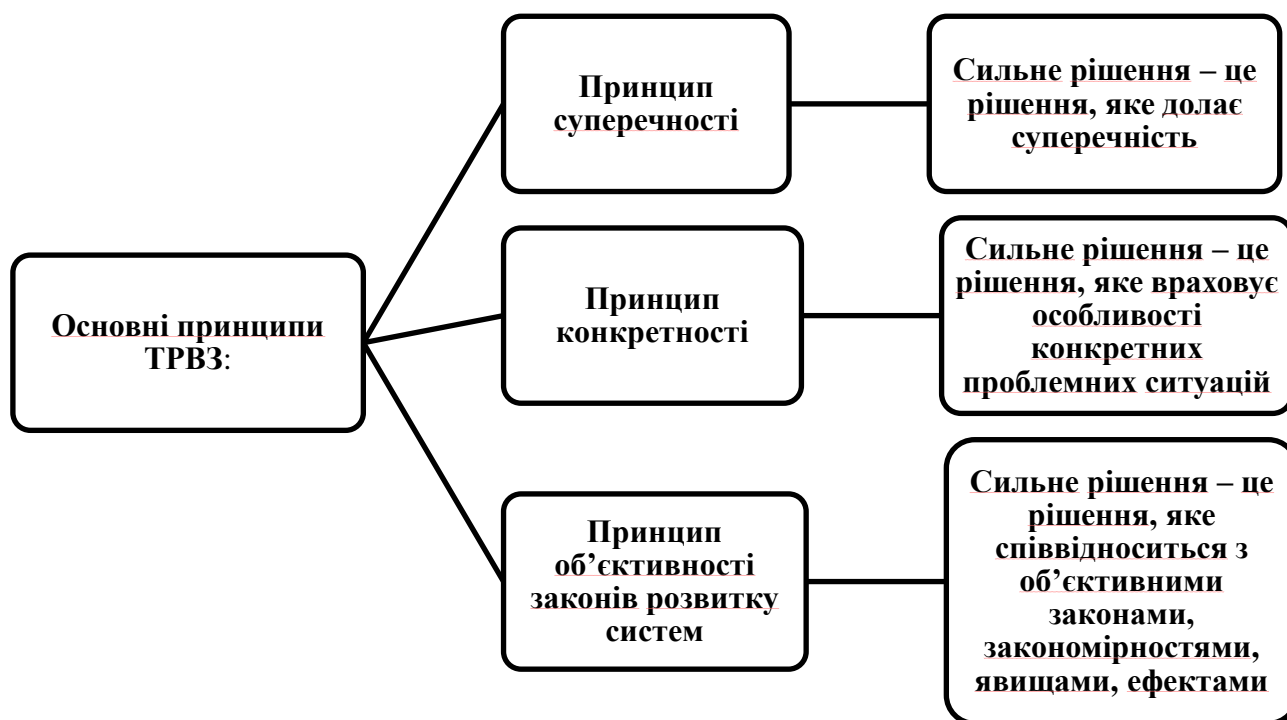 Основні принципи
ТРВЗ:
Принцип
суперечності
Сильне рішення – це
рішення, яке долає
суперечність
Принцип
конкретності
Сильне рішення – це
рішення, яке враховує
особливості
конкретних
проблемних ситуацій
Принцип
об’єктивності
законів розвитку
систем
Сильне рішення – це
рішення, яке
співвідноситься з
об’єктивними
законами,
закономірностями,
явищами, ефектами